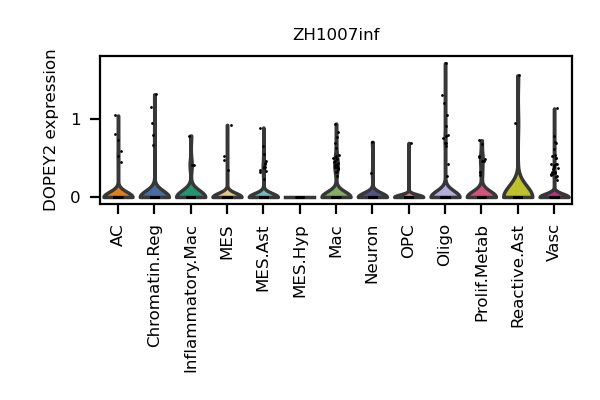 ZH1007inf
DOPEY2 expression
1
0
AC
Chromatin.Reg
Inflammatory.Mac
MES
MES.Ast
MES.Hyp
Mac
Neuron
OPC
Oligo
Prolif.Metab
Reactive.Ast
Vasc